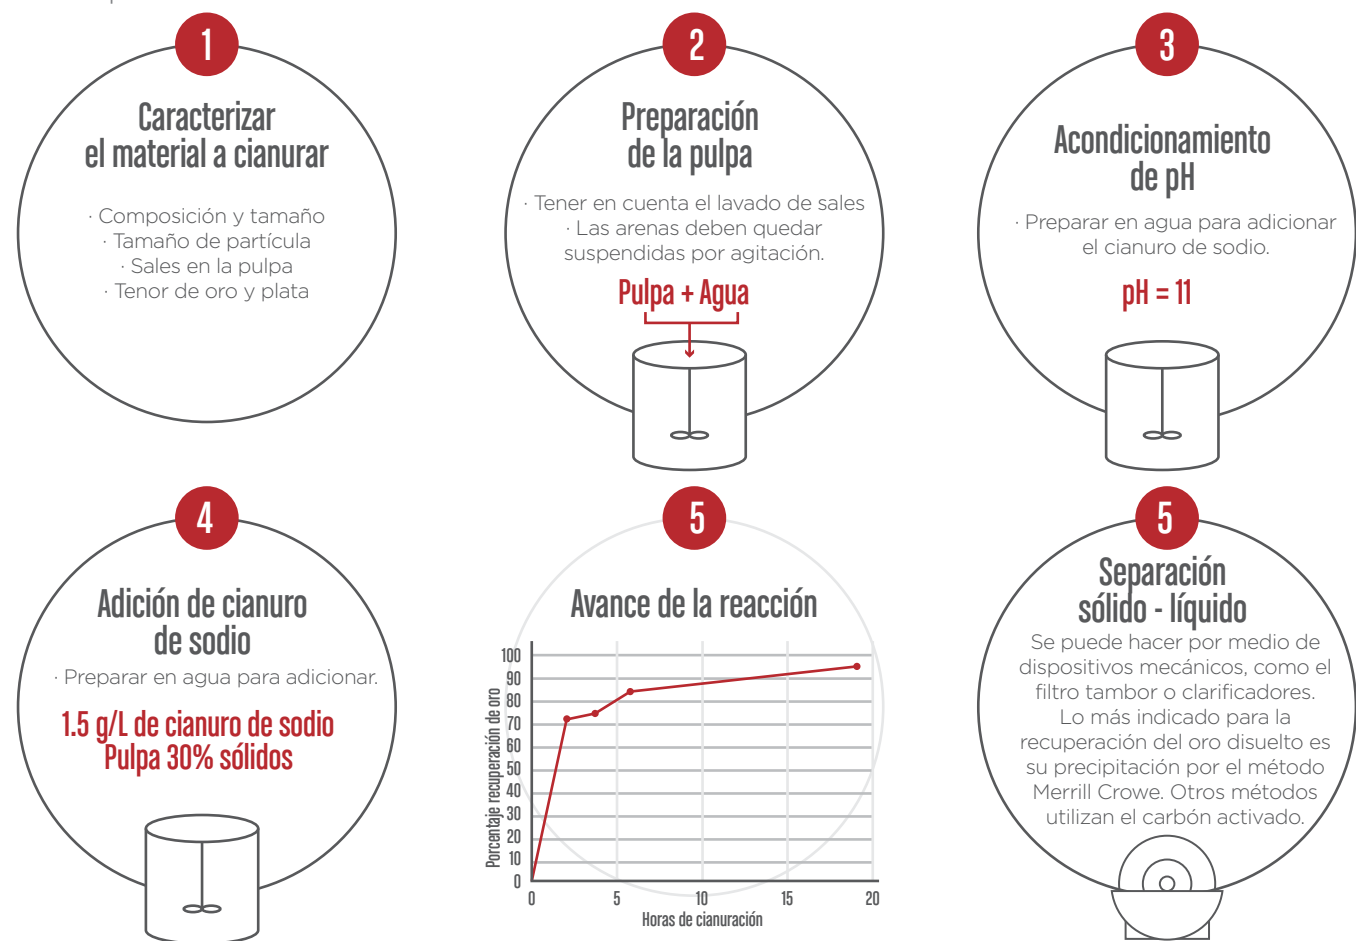 1
Caracterizar
el material a cianurar
· Composición y tamaño
· Tamaño de partícula
· Sales en la pulpa
· Tenor de oro y plata
2
Preparación
de la pulpa
· Tener en cuenta el lavado de sales
· Las arenas deben quedar
suspendidas por agitación.
Pulpa + Agua
3
Acondicionamiento
de pH
· Preparar en agua para adicionar
el cianuro de sodio.
pH = 11
4
Adición de cianuro
de sodio
· Preparar en agua para adicionar.
1.5 g/L de cianuro de sodio
Pulpa 30% sólidos
5
Avance de la reacción
Porcentaje recuperación de oro
100
90
80
70
60
50
40
30
20
10
0
0 5 10 15 20
Horas de cianuración
5
Separación
sólido - líquido
Se puede hacer por medio de
dispositivos mecánicos, como el
filtro tambor o clarificadores.
Lo más indicado para la
recuperación del oro disuelto es
su precipitación por el método
Merrill Crowe. Otros métodos
utilizan el carbón activado.